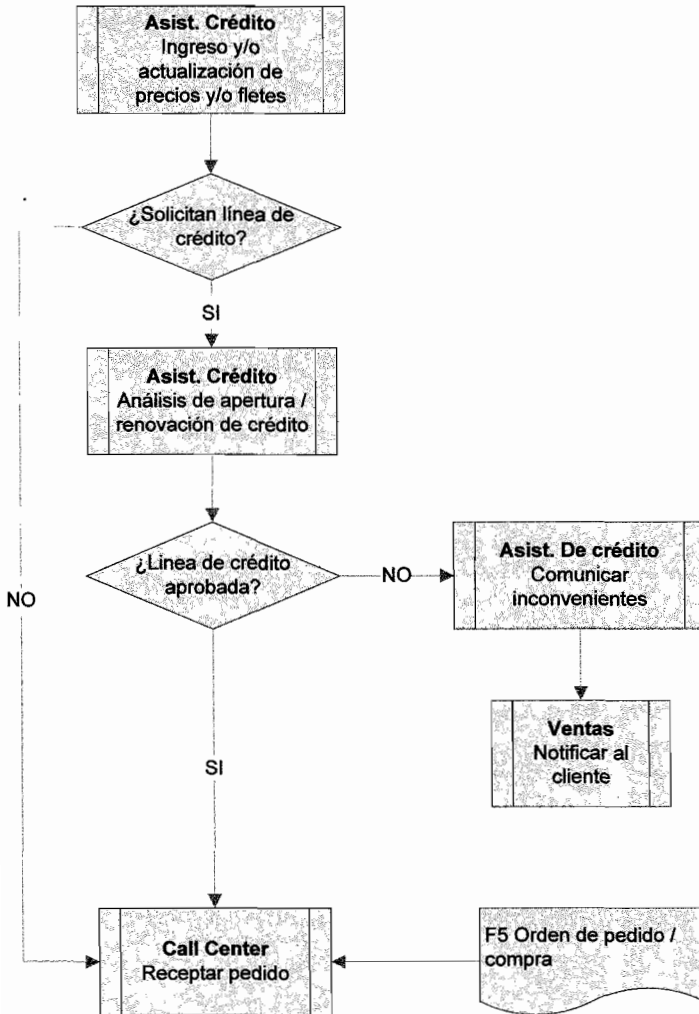 Asist. Crédito
Ingreso y/o
actualización de
precios y/o fletes
¿Solicitan línea de
crédito?
SI
Asist. Crédito
Análisis de apertura /
renovación de crédito
¿Linea de crédito
aprobada?
NO
Asist. De crédito
Comunicar
inconvenientes
NO
Ventas
Notificar al
cliente
SI
Call Center
Receptar pedido
F5 Orden de pedido /
compra